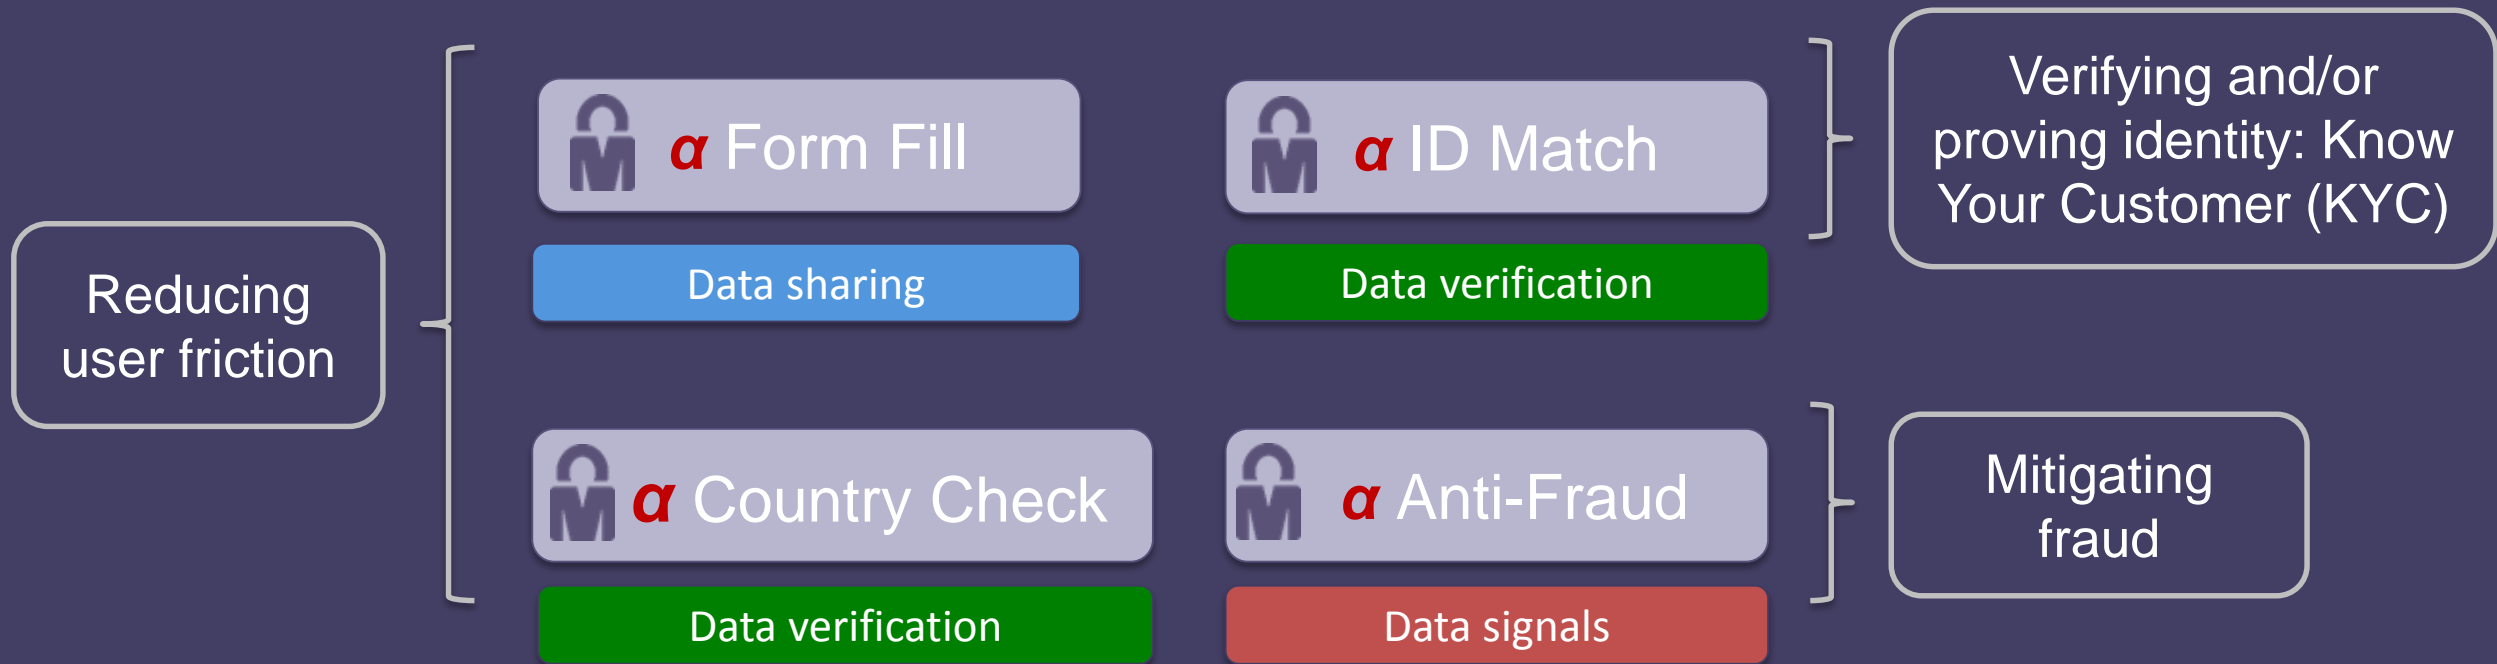 Reducing
user friction
α Form Fill
Data sharing
α Country Check
Data verification
α ID Match
Data verification
α Anti-Fraud
Data signals
Verifying and/or
proving identity: Know
Your Customer (KYC)
Mitigating
fraud